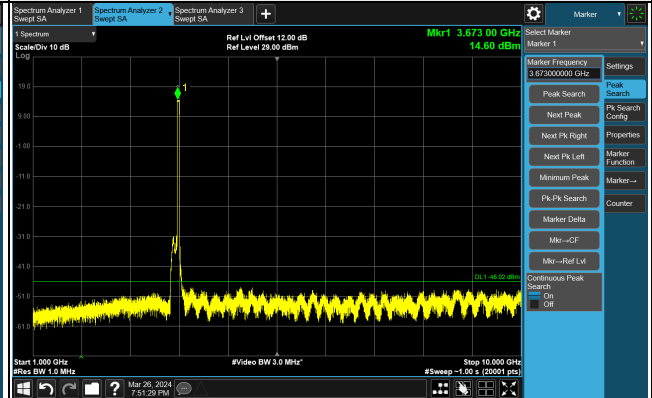 Spectrum Analyzer 1
Swept SA
Spectrum Analyzer 2
Swept SA
Spectrum Analyzer 3
Swept SA
+
Marker
1 Spectrum
Scale/Div 10 dB
Log
Ref Lvl Offset 12.00 dB
Ref Level 29.00 dBm
Mkr1 3.673 00 GHz
14.60 dBm
Select Marker
Marker 1
Marker Frequency
3.673000000 GHz
Peak Search
Next Peak
Next Pk Right
Next Pk Left
Minimum Peak
Pk-Pk Search
Marker Delta
Mkr→CF
Mkr→Ref Lvl
Continuous Peak
Search
On
Off
Settings
Peak
Search
Pk Search
Config
Properties
Marker
Function
Marker→
Counter
19.0
9.00
-1.00
-11.0
-21.0
-31.0
-41.0
-51.0
-61.0
1
DL1 -46.02 dBm
Start 1.000 GHz
#Res BW 1.0 MHz
#Video BW 3.0 MHz*
Stop 10.000 GHz
#Sweep ~1.00 s (20001 pts)
?
Mar 26, 2024
7:51:29 PM